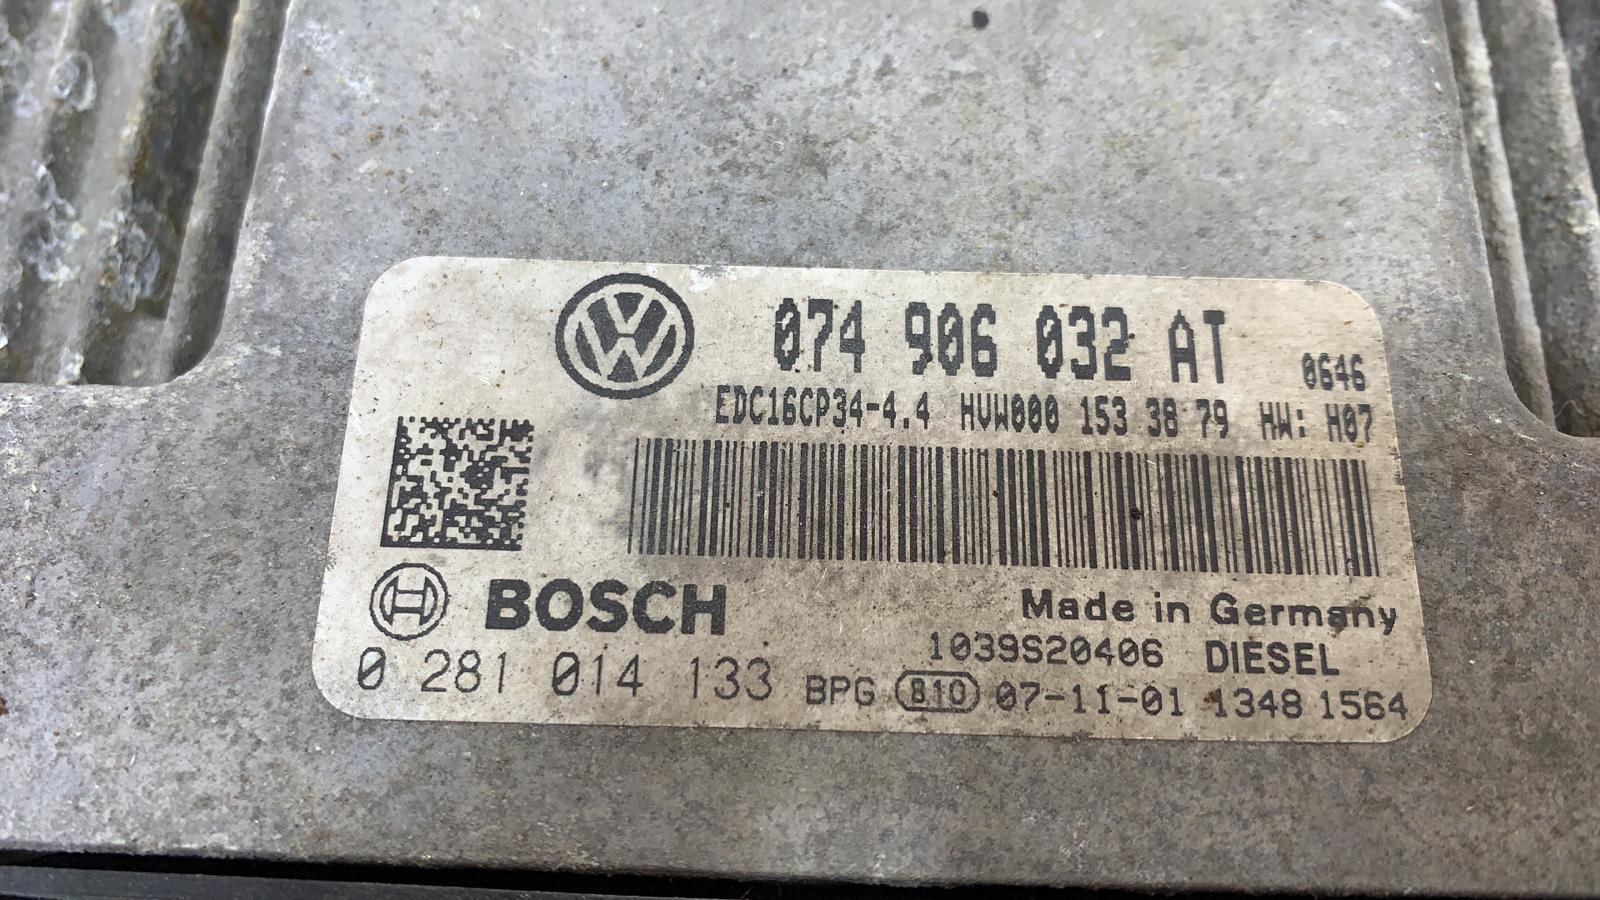 074 906 032 AT 0646
EDC16CP34-4.4 HVW000 153 38 79 HW: H07
BOSCH
Made in Germany
1039S20406 DIESEL
0 281 014 133 BPG 810 07-11-01 1348 1564